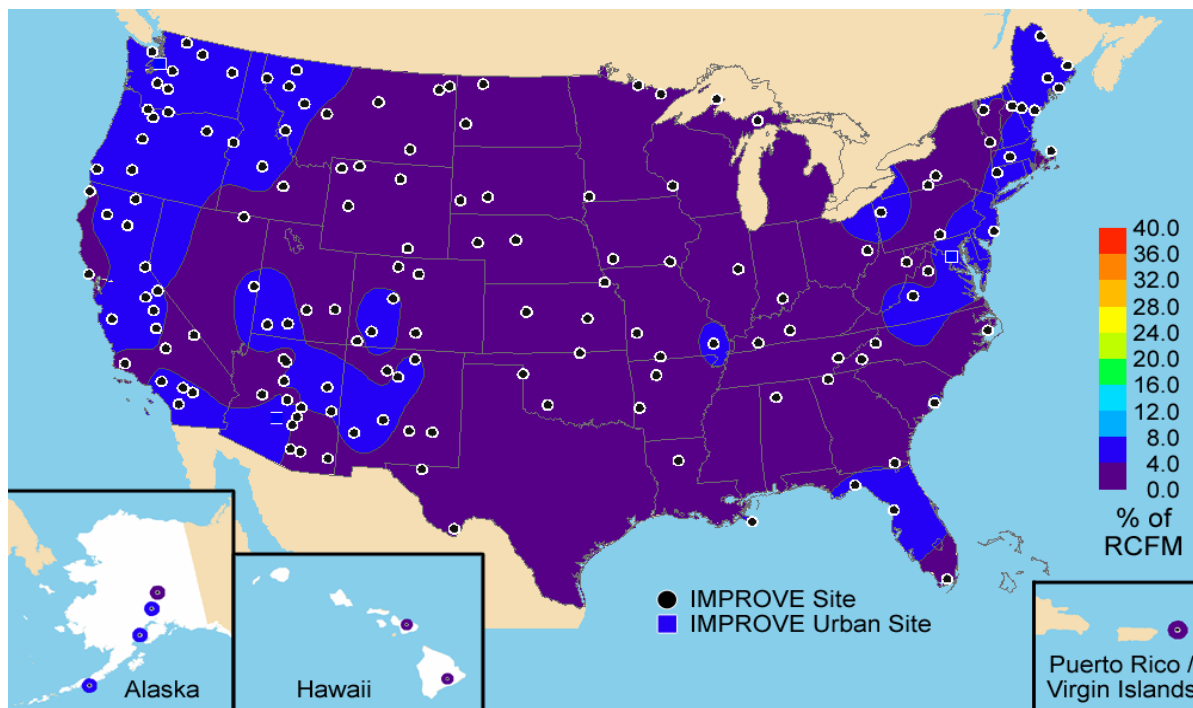 40.0
36.0
32.0
28.0
24.0
20.0
16.0
12.0
8.0
4.0
0.0
% of
RCFM
IMPROVE Site
IMPROVE Urban Site
Alaska
Hawaii
Puerto Rico /
Virgin Islands